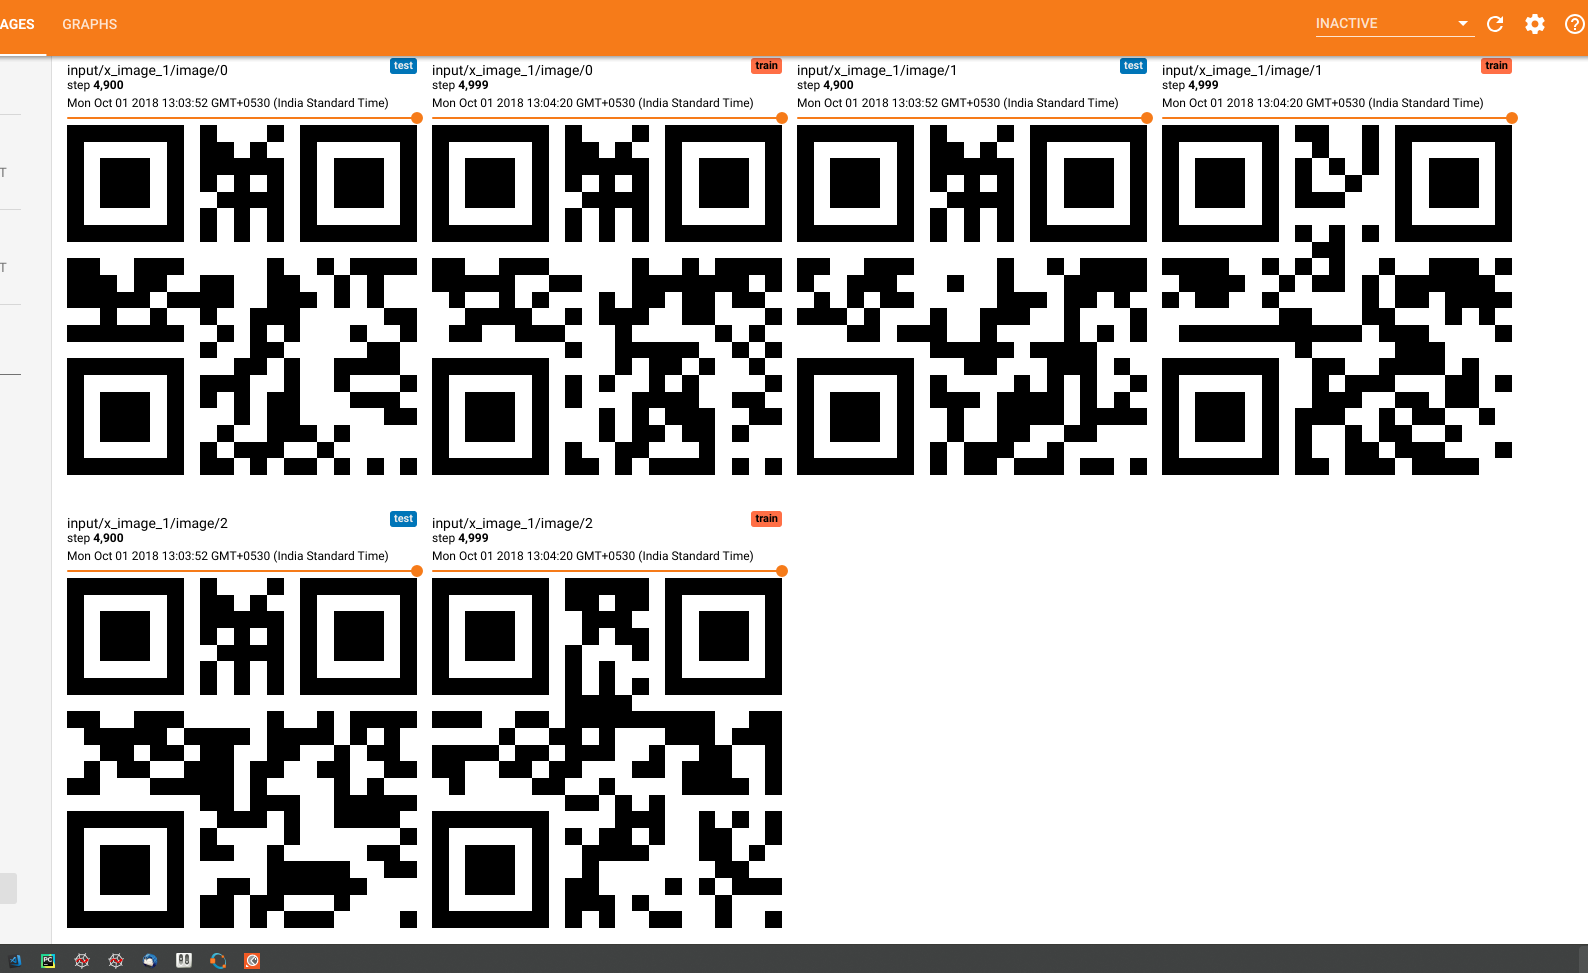 AGES GRAPHS INACTIVE
T
T
input/x_image_1/image/0 test
step 4,900
Mon Oct 01 2018 13:03:52 GMT+0530 (India Standard Time)
input/x_image_1/image/0 train
step 4,999
Mon Oct 01 2018 13:04:20 GMT+0530 (India Standard Time)
input/x_image_1/image/1 test
step 4,900
Mon Oct 01 2018 13:03:52 GMT+0530 (India Standard Time)
input/x_image_1/image/1 train
step 4,999
Mon Oct 01 2018 13:04:20 GMT+0530 (India Standard Time)
input/x_image_1/image/2 test
step 4,900
Mon Oct 01 2018 13:03:52 GMT+0530 (India Standard Time)
input/x_image_1/image/2 train
step 4,999
Mon Oct 01 2018 13:04:20 GMT+0530 (India Standard Time)
PC